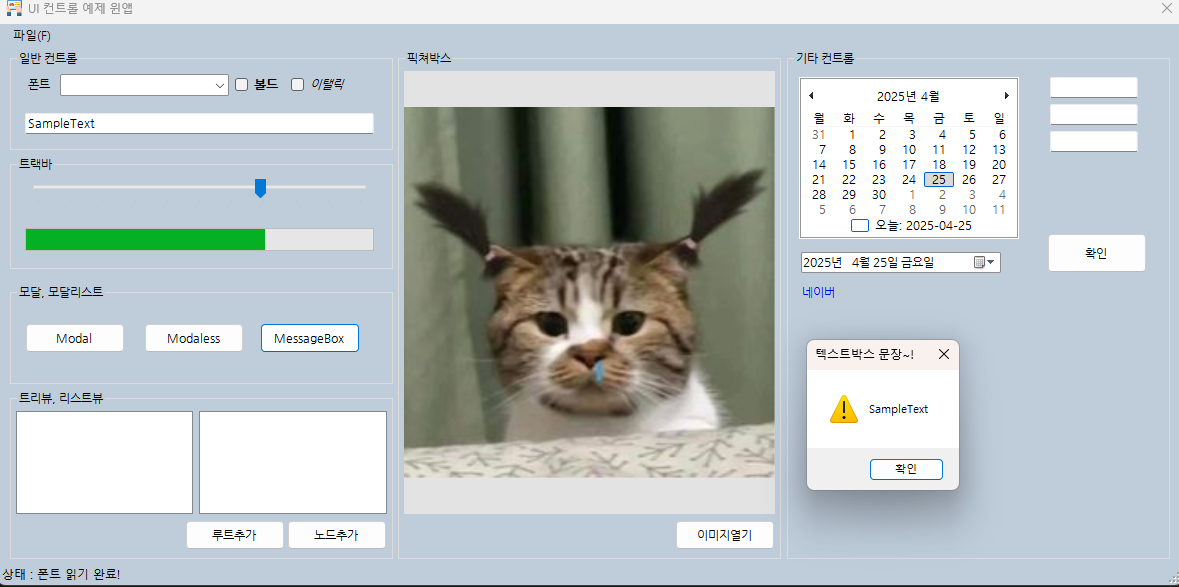 UI 컨트롤 예제 윈앱
파일(F)
일반 컨트롤
폰트
볼드
이탤릭
SampleText
트랙바
모달, 모달리스트
Modal
Modaless
MessageBox
트리뷰, 리스트뷰
루트추가
노드추가
픽쳐박스
이미지열기
기타 컨트롤
2025년 4월
월 화 수 목 금 토 일
31 1 2 3 4 5 6
7 8 9 10 11 12 13
14 15 16 17 18 19 20
21 22 23 24 25 26 27
28 29 30 1 2 3 4
5 6 7 8 9 10 11
오늘: 2025-04-25
2025년 4월 25일 금요일
네이버
확인
텍스트박스 문장~!
SampleText
확인
상태 : 폰트 읽기 완료!